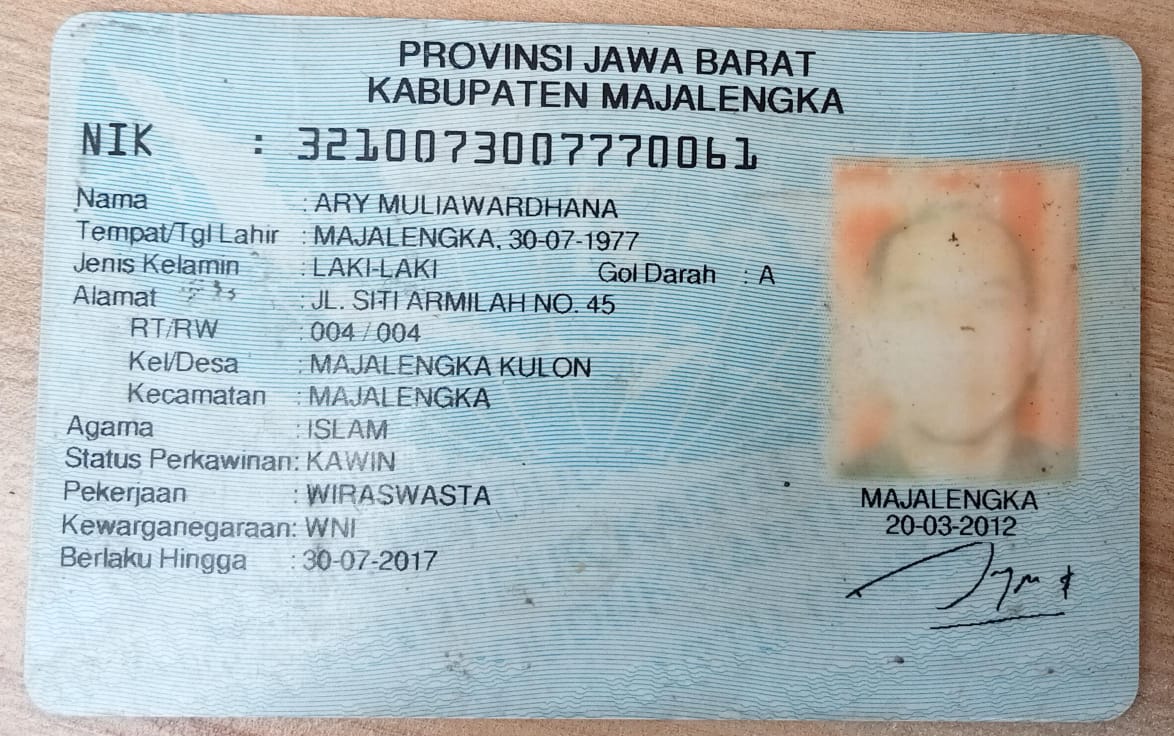 PROVINSI JAWA BARAT
KABUPATEN MAJALENGKA
NIK : 3210073007770061
Nama : ARY MULIAWARDHANA
Tempat/Tgl Lahir : MAJALENGKA, 30-07-1977
Jenis Kelamin : LAKI-LAKI Gol Darah : A
Alamat : JL. SITI ARMILAH NO. 45
RT/RW : 004 / 004
Kel/Desa : MAJALENGKA KULON
Kecamatan : MAJALENGKA
Agama : ISLAM
Status Perkawinan: KAWIN
Pekerjaan : WIRASWASTA
Kewarganegaraan: WNI
Berlaku Hingga : 30-07-2017
MAJALENGKA
20-03-2012